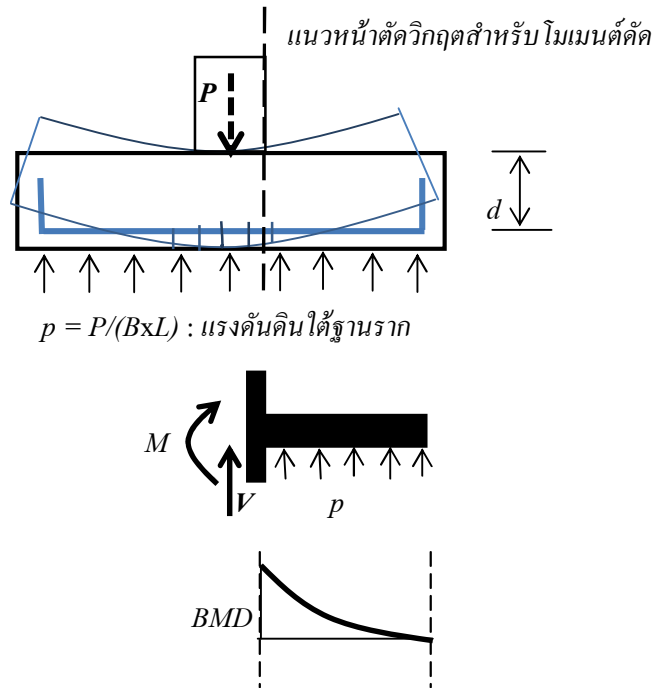 แนวหน้าตัดวิกฤตสำหรับโมเมนต์ดัด
P
d
p = P/(BxL) : แรงดันดินใต้ฐานราก
M
V
p
BMD